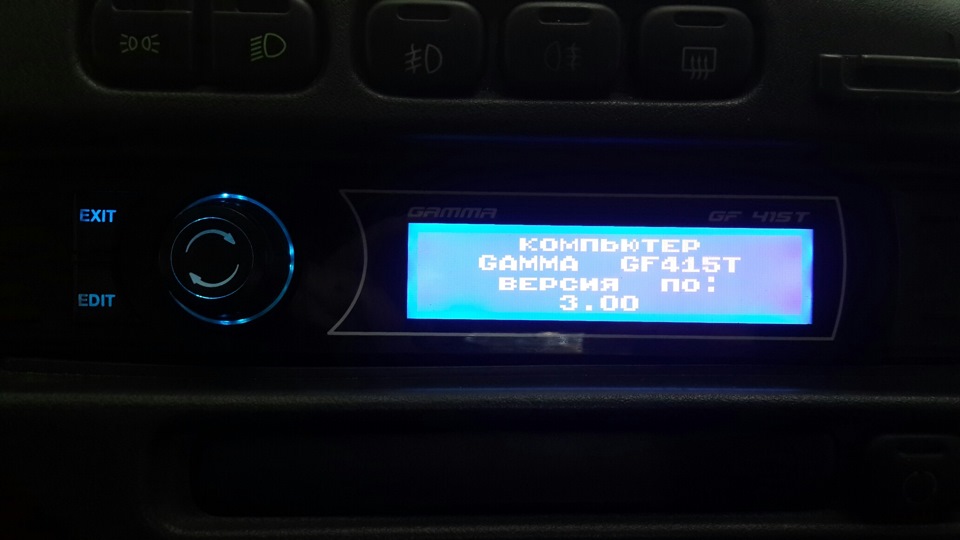 EXIT
EDIT
GAMMA
GF 415T
КОМПЬЮТЕР
GAMMA GF415T
ВЕРСИЯ ПО:
3.00